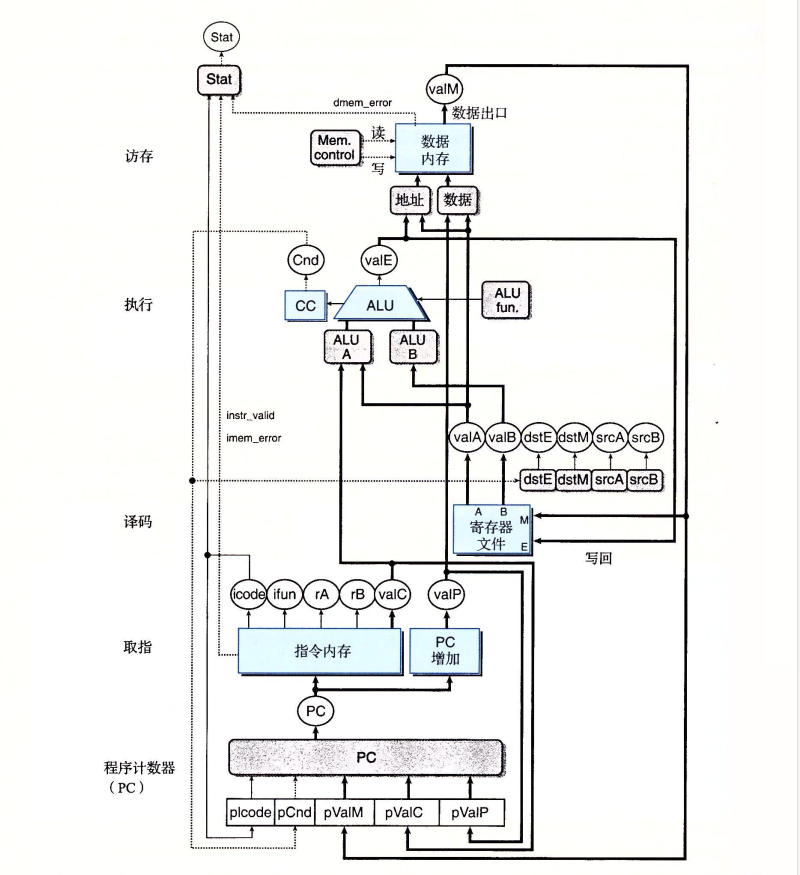 Stat
Stat
valM
dmem_error
数据出口
读
Mem.
control
数据
内存
访存
写
地址
数据
Cnd
valE
执行
CC
ALU
ALU
fun.
ALU
A
ALU
B
instr_valid
imem_error
valA
valB
dstE
dstM
srcA
srcB
dstE
dstM
srcA
srcB
A
B
M
译码
寄存器
文件
E
写回
icode
ifun
rA
rB
valC
valP
取指
指令内存
PC
增加
PC
程序计数器
（PC）
PC
pIcode
pCnd
pValM
pValC
pValP